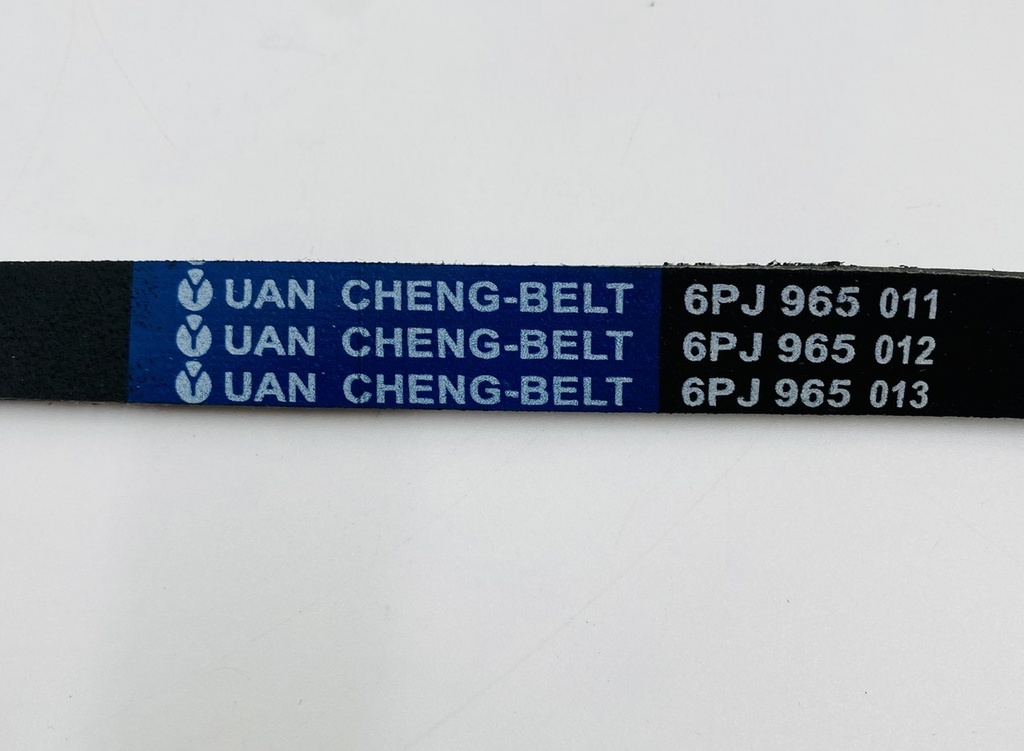 YUAN CHENG-BELT 6PJ 965 011
YUAN CHENG-BELT 6PJ 965 012
YUAN CHENG-BELT 6PJ 965 013